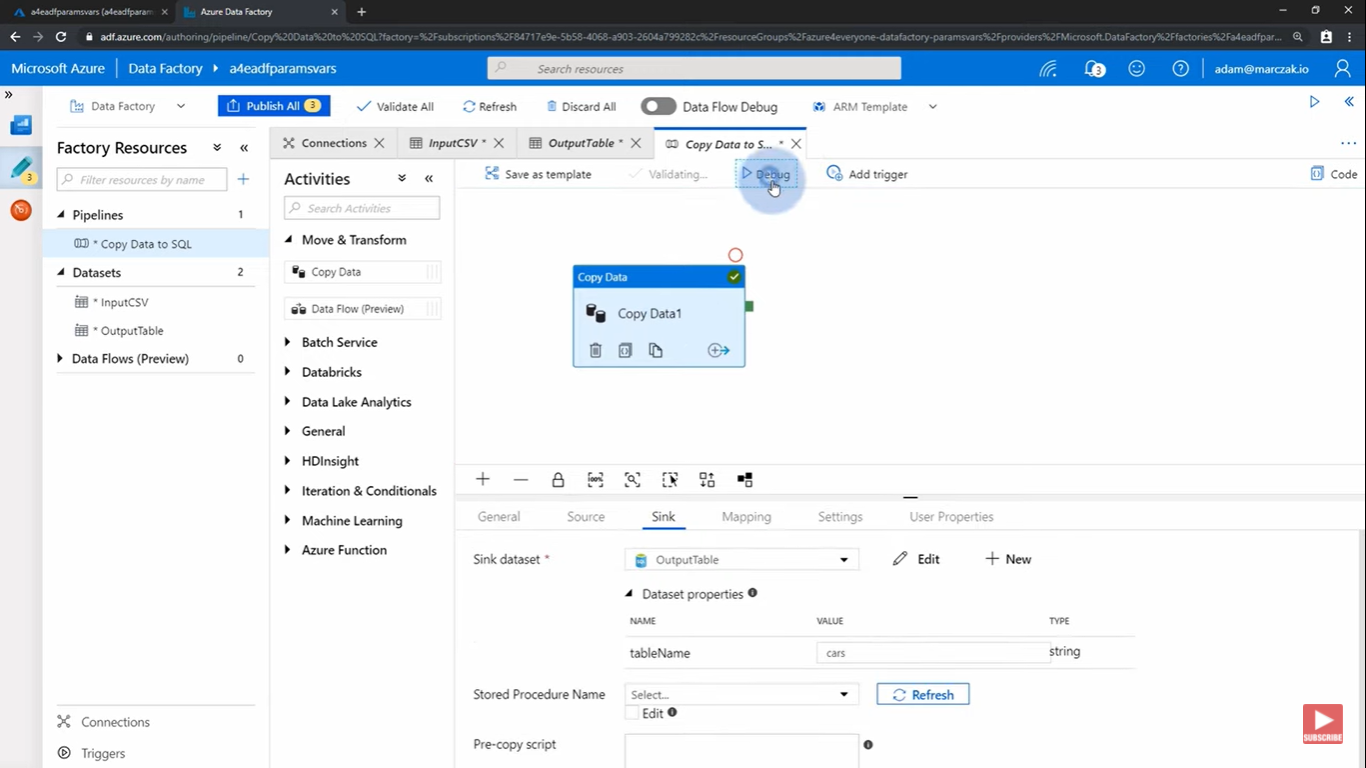 a4eadfparamsvars (a4eadfparams
Azure Data Factory
adf.azure.com/authoring/pipeline/Copy%20Data%20to%20SQL?factory=%2Fsubscriptions%2F84717e9e-5b58-4068-a903-2604a799282c%2FresourceGroups%2Fazure4everyone-datafactory-paramsvars%2Fproviders%2FMicrosoft.DataFactory%2Ffactories%2Fa4eadfpar...
Microsoft Azure
Data Factory
a4eadfparamsvars
Search resources
3
adam@marczak.io
Data Factory
Publish All 3
Validate All
Refresh
Discard All
Data Flow Debug
ARM Template
Factory Resources
Connections
InputCSV *
OutputTable *
Copy Data to S... *
3
Filter resources by name
Activities
Save as template
Validating...
Debug
Add trigger
Code
Search Activities
Pipelines 1
* Copy Data to SQL
Datasets 2
* InputCSV
* OutputTable
Data Flows (Preview) 0
Move & Transform
Copy Data
Data Flow (Preview)
Batch Service
Databricks
Data Lake Analytics
General
HDInsight
Iteration & Conditionals
Machine Learning
Azure Function
Copy Data
Copy Data1
100%
General
Source
Sink
Mapping
Settings
User Properties
Sink dataset *
OutputTable
Edit
New
Dataset properties
NAME
VALUE
TYPE
tableName
cars
string
Stored Procedure Name
Select...
Refresh
Edit
Pre-copy script
Connections
Triggers
SUBSCRIBE